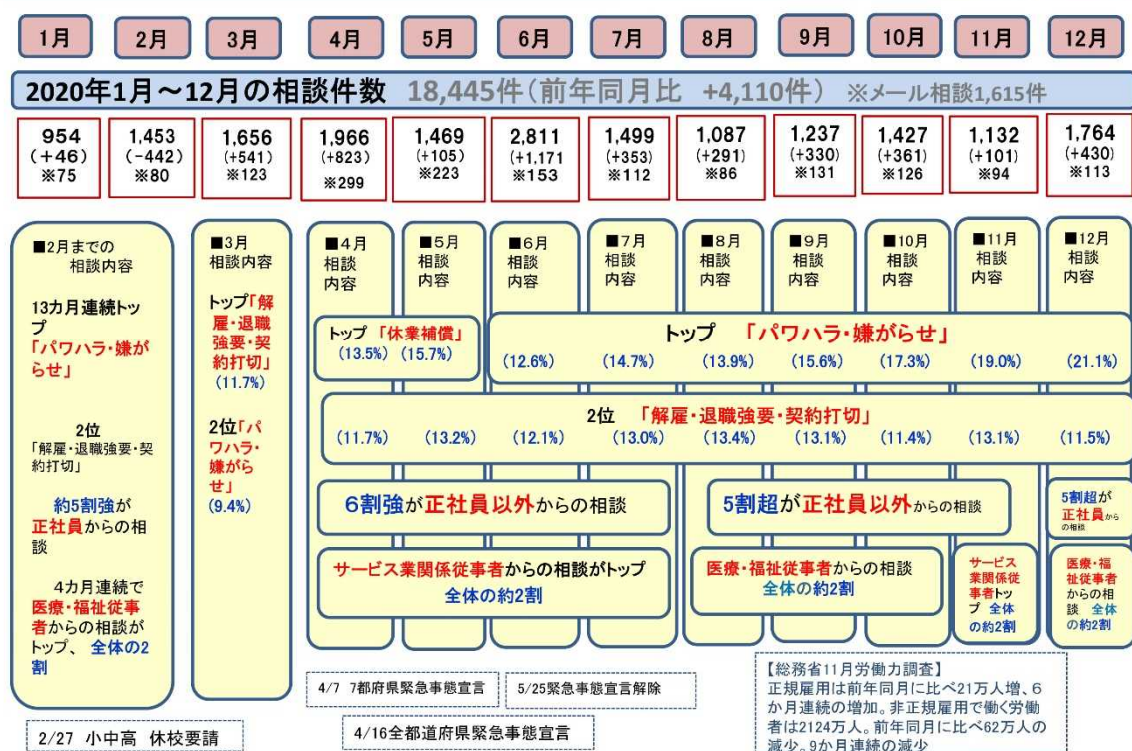 1月
2月
3月
4月
5月
6月
7月
8月
9月
10月
11月
12月
2020年1月～12月の相談件数 18,445件（前年同月比 +4,110件） ※メール相談1,615件
954
(+46)
※75
1,453
(-442)
※80
1,656
(+541)
※123
1,966
(+823)
※299
1,469
(+105)
※223
2,811
(+1,171)
※153
1,499
(+353)
※112
1,087
(+291)
※86
1,237
(+330)
※131
1,427
(+361)
※126
1,132
(+101)
※94
1,764
(+430)
※113
■2月までの
相談内容
13カ月連続トッ
プ
「パワハラ・嫌が
らせ」
2位
「解雇・退職強要・契
約打切」
約5割強が
正社員からの相
談
4カ月連続で
医療・福祉従事
者からの相談が
トップ、 全体の2
割
■3月
相談内容
トップ「解
雇・退職
強要・契
約打切」
(11.7%)
2位「パ
ワハラ・
嫌がら
せ」
(9.4%)
■4月
相談
内容
■5月
相談
内容
■6月
相談
内容
■7月
相談
内容
■8月
相談
内容
■9月
相談
内容
■10月
相談
内容
■11月
相談
内容
■12月
相談
内容
トップ 「休業補償」
(13.5%) (15.7%)
トップ 「パワハラ・嫌がらせ」
(12.6%) (14.7%) (13.9%) (15.6%) (17.3%) (19.0%) (21.1%)
2位 「解雇・退職強要・契約打切」
(11.7%) (13.2%) (12.1%) (13.0%) (13.4%) (13.1%) (11.4%) (13.1%) (11.5%)
6割強が正社員以外からの相談
5割超が正社員以外からの相談
5割超が
正社員から
の相談
サービス業関係従事者からの相談がトップ
全体の約2割
医療・福祉従事者からの相談
全体の約2割
サービス
業関係従
事者トッ
プ 全体
の約2割
医療・福
祉従事者
からの相
談 全体
の約2割
4/7 7都府県緊急事態宣言
5/25緊急事態宣言解除
2/27 小中高 休校要請
4/16全都道府県緊急事態宣言
【総務省11月労働力調査】
正規雇用は前年同月に比べ21万人増、6
か月連続の増加。非正規雇用で働く労働
者は2124万人。前年同月に比べ62万人の
減少。9か月連続の減少